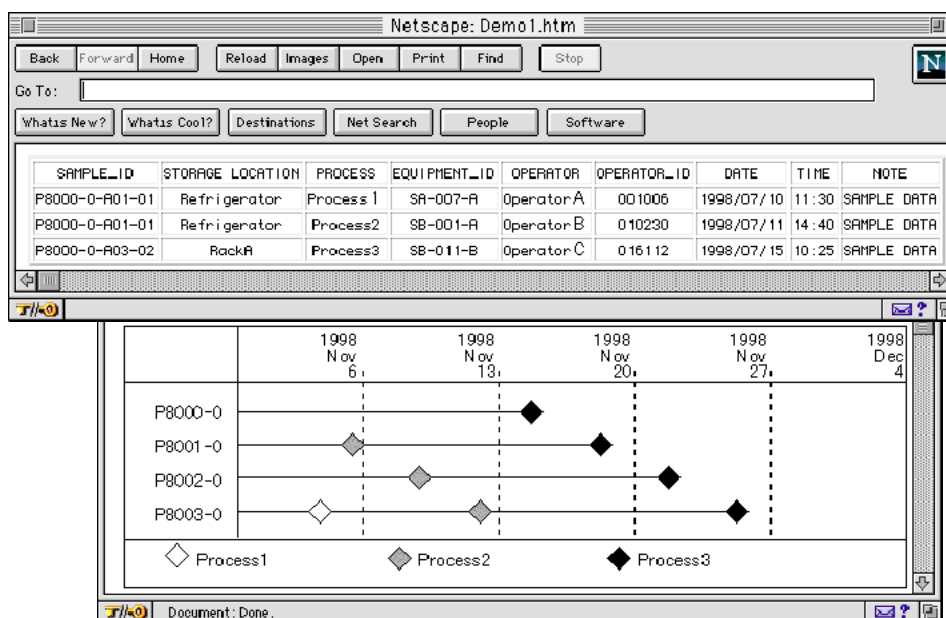 Netscape: Demo1.htm
Back Forward Home Reload Images Open Print Find Stop
N
Go To:
What's New? What's Cool? Destinations Net Search People Software
SAMPLE_ID STORAGE LOCATION PROCESS EQUIPMENT_ID OPERATOR OPERATOR_ID DATE TIME NOTE
P8000-0-A01-01 Refrigerator Process 1 SA-007-A Operator A 001006 1998/07/10 11:30 SAMPLE DATA
P8000-0-A01-01 Refrigerator Process2 SB-001-A Operator B 010230 1998/07/11 14:40 SAMPLE DATA
P8000-0-A03-02 RackA Process3 SB-011-B Operator C 016112 1998/07/15 10:25 SAMPLE DATA
1998 1998 1998 1998 1998
Nov Nov Nov Nov Dec
6 13 20 27 4
P8000-0
P8001-0
P8002-0
P8003-0
Process1 Process2 Process3
Document: Done.